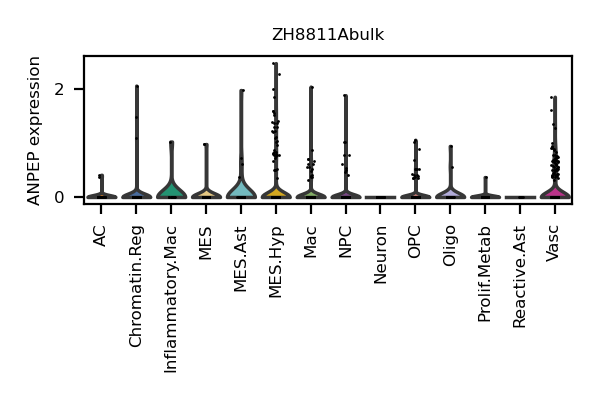 ZH8811Abulk
ANPEP expression
2
0
AC
Chromatin.Reg
Inflammatory.Mac
MES
MES.Ast
MES.Hyp
Mac
NPC
Neuron
OPC
Oligo
Prolif.Metab
Reactive.Ast
Vasc